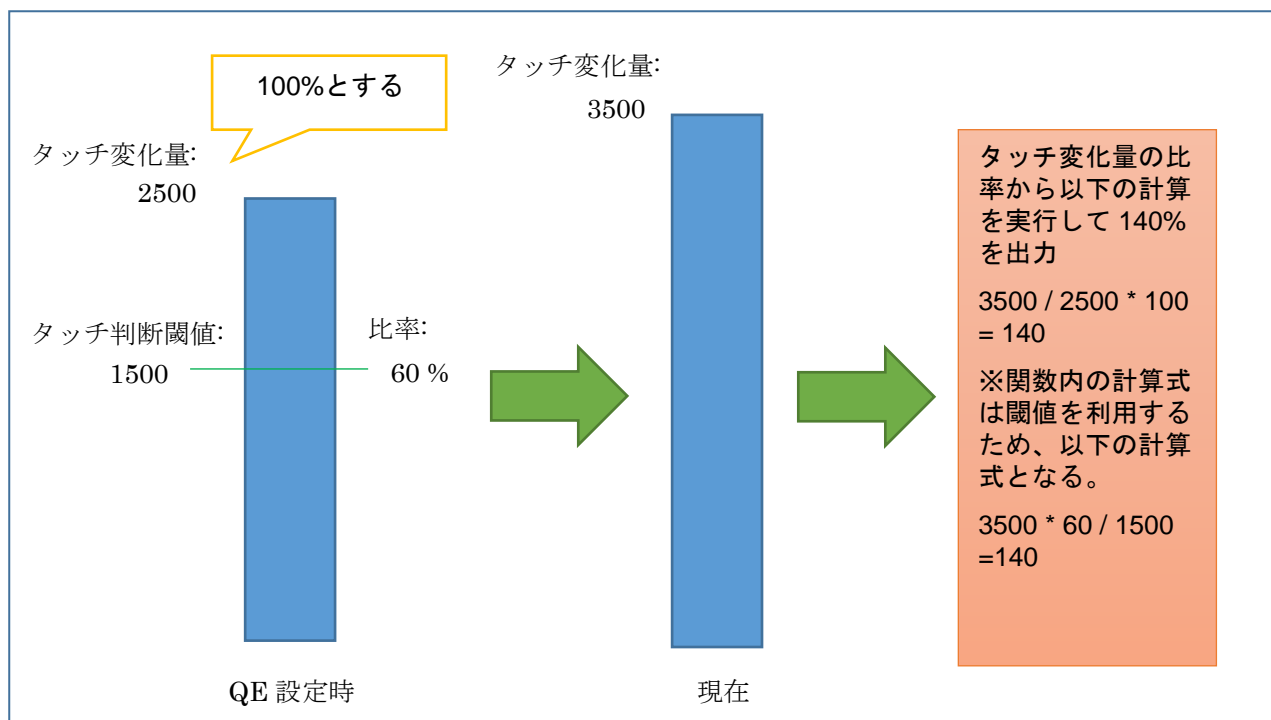 100%とする
タッチ変化量:
2500
タッチ判断閾値:
1500
比率:
60 %
QE 設定時
タッチ変化量:
3500
現在
タッチ変化量の比
率から以下の計算
を実行して 140%
を出力
3500 / 2500 * 100
= 140
※関数内の計算式
は閾値を利用する
ため、以下の計算
式となる。
3500 * 60 / 1500
=140